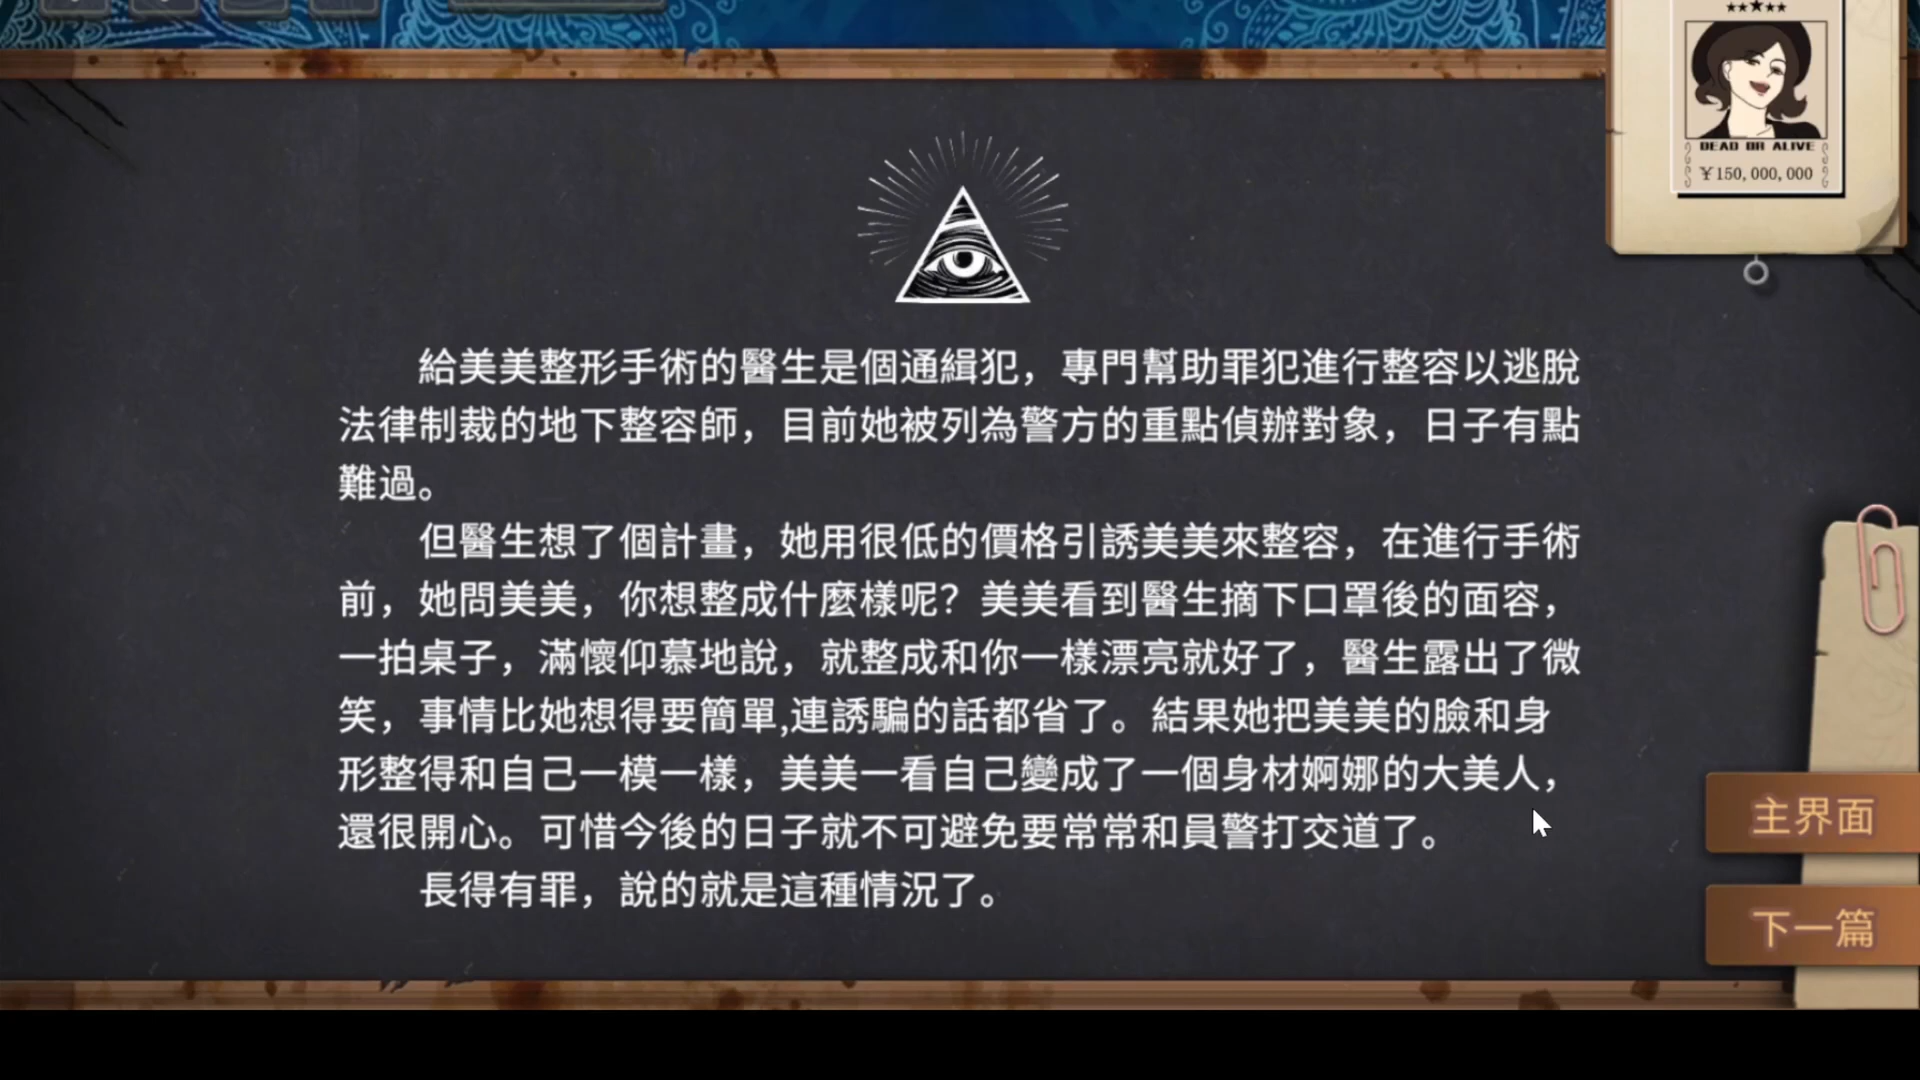 ★★★★★
DEAD OR ALIVE
￥150,000,000
給美美整形手術的醫生是個通緝犯，專門幫助罪犯進行整容以逃脫
法律制裁的地下整容師，目前她被列為警方的重點偵辦對象，日子有點
難過。
但醫生想了個計畫，她用很低的價格引誘美美來整容，在進行手術
前，她問美美，你想整成什麼樣呢？美美看到醫生摘下口罩後的面容，
一拍桌子，滿懷仰慕地說，就整成和你一樣漂亮就好了，醫生露出了微
笑，事情比她想得要簡單,連誘騙的話都省了。結果她把美美的臉和身
形整得和自己一模一樣，美美一看自己變成了一個身材婀娜的大美人，
還很開心。可惜今後的日子就不可避免要常常和員警打交道了。
長得有罪，說的就是這種情況了。
主界面
下一篇